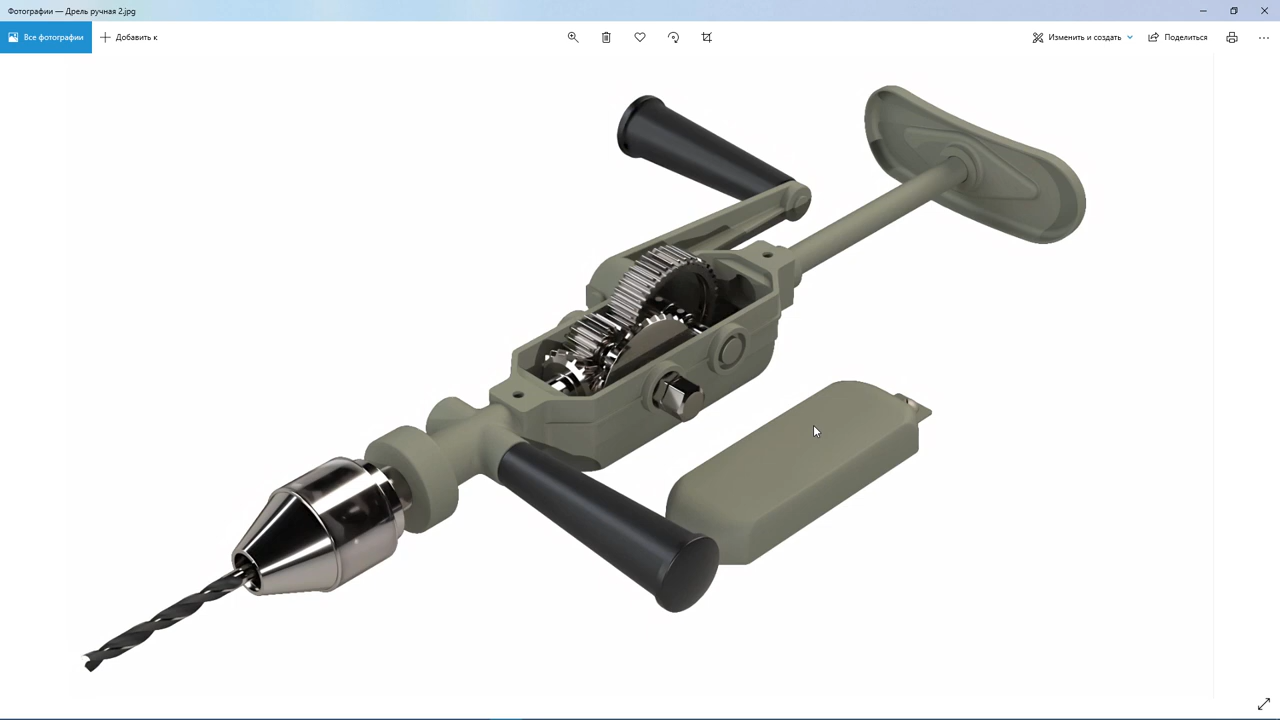 Фотографии — Дрель ручная 2.jpg
Все фотографии
Добавить к
Изменить и создать
Поделиться